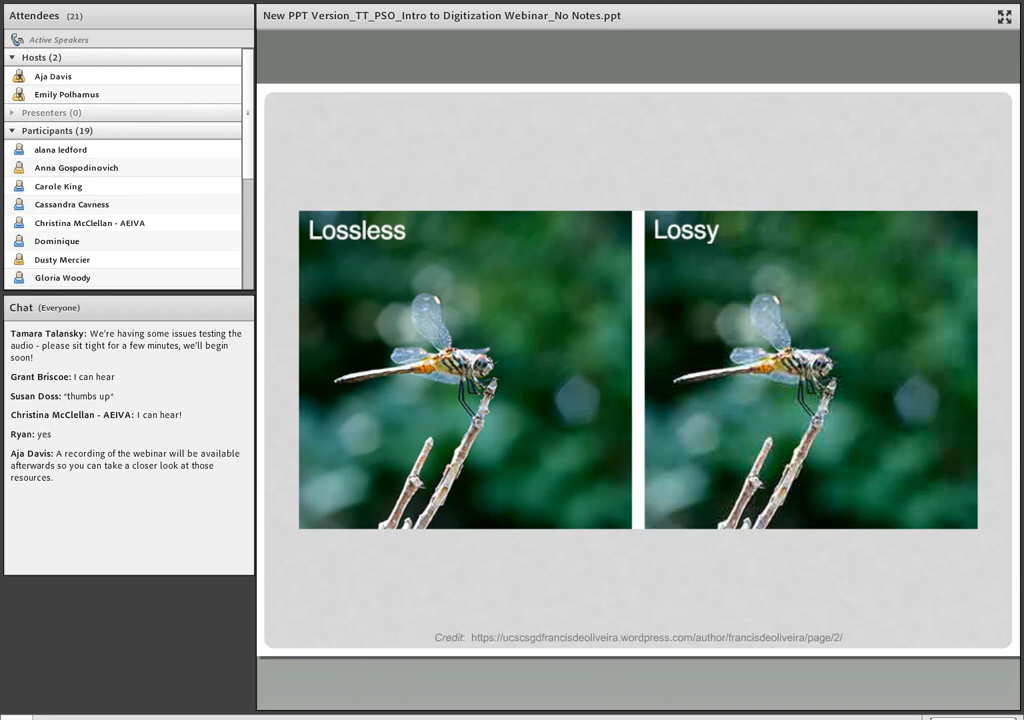 Attendees (21)
Active Speakers
Hosts (2)
Aja Davis
Emily Polhamus
Presenters (0)
Participants (19)
alana ledford
Anna Gospodinovich
Carole King
Cassandra Cavness
Christina McClellan - AEIVA
Dominique
Dusty Mercier
Gloria Woody
Chat (Everyone)
Tamara Talansky: We're having some issues testing the
audio - please sit tight for a few minutes, we'll begin
soon!
Grant Briscoe: I can hear
Susan Doss: *thumbs up*
Christina McClellan - AEIVA: I can hear!
Ryan: yes
Aja Davis: A recording of the webinar will be available
afterwards so you can take a closer look at those
resources.
New PPT Version_TT_PSO_Intro to Digitization Webinar_No Notes.ppt
Lossless
Lossy
Credit: https://ucscsgdfrancisdeoliveira.wordpress.com/author/francisdeoliveira/page/2/